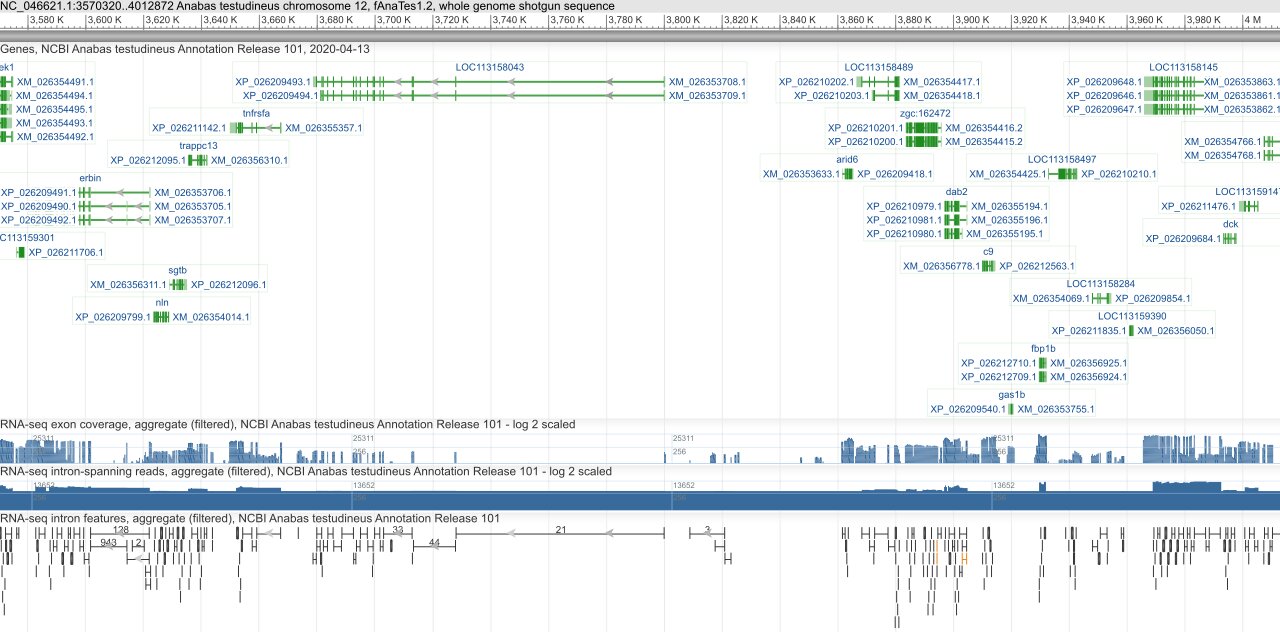 NC_046621.1:3570320..4012872 Anabas testudineus chromosome 12, fAnaTes1.2, whole genome shotgun sequence
3,580 K 3,600 K 3,620 K 3,640 K 3,660 K 3,680 K 3,700 K 3,720 K 3,740 K 3,760 K 3,780 K 3,800 K 3,820 K 3,840 K 3,860 K 3,880 K 3,900 K 3,920 K 3,940 K 3,960 K 3,980 K 4 M
Genes, NCBI Anabas testudineus Annotation Release 101, 2020-04-13
ek1 LOC113158043 LOC113158489 LOC113158145
XM_026354491.1 XP_026209493.1 XM_026353708.1 XP_026210202.1 XM_026354417.1 XP_026209648.1 XM_026353863.1
XM_026354494.1 XP_026209494.1 XM_026353709.1 XP_026210203.1 XM_026354418.1 XP_026209646.1 XM_026353861.1
XM_026354495.1 XP_026209647.1 XM_026353862.1
tnfrsfa zgc:162472
XM_026354493.1 XP_026211142.1 XM_026355357.1 XP_026210201.1 XM_026354416.2
XM_026354492.1 XP_026210200.1 XM_026354415.2 XM_026354766.1
trappc13 XM_026354768.1
XP_026212095.1 XM_026356310.1 arid6 LOC113158497
XM_026353633.1 XP_026209418.1 XM_026354425.1 XP_026210210.1
erbin dab2 LOC11315914
XP_026209491.1 XM_026353706.1
XP_026209490.1 XM_026353705.1 XP_026210979.1 XM_026355194.1 XP_026211476.1
XP_026209492.1 XM_026353707.1 XP_026210981.1 XM_026355196.1 dck
C113159301 XP_026210980.1 XM_026355195.1 XP_026209684.1
XP_026211706.1 c9
sgtb XM_026356778.1 XP_026212563.1
XM_026356311.1 XP_026212096.1 LOC113158284
nln XM_026354069.1 XP_026209854.1
XP_026209799.1 XM_026354014.1 LOC113159390
XP_026211835.1 XM_026356050.1
fbp1b
XP_026212710.1 XM_026356925.1
XP_026212709.1 XM_026356924.1
gas1b
XP_026209540.1 XM_026353755.1
RNA-seq exon coverage, aggregate (filtered), NCBI Anabas testudineus Annotation Release 101 - log 2 scaled
25311 25311 25311 25311
256 256 256 256
RNA-seq intron-spanning reads, aggregate (filtered), NCBI Anabas testudineus Annotation Release 101 - log 2 scaled
13652 13652 13652 13652
256 256 256 256
RNA-seq intron features, aggregate (filtered), NCBI Anabas testudineus Annotation Release 101
33 21 3
943 2 44